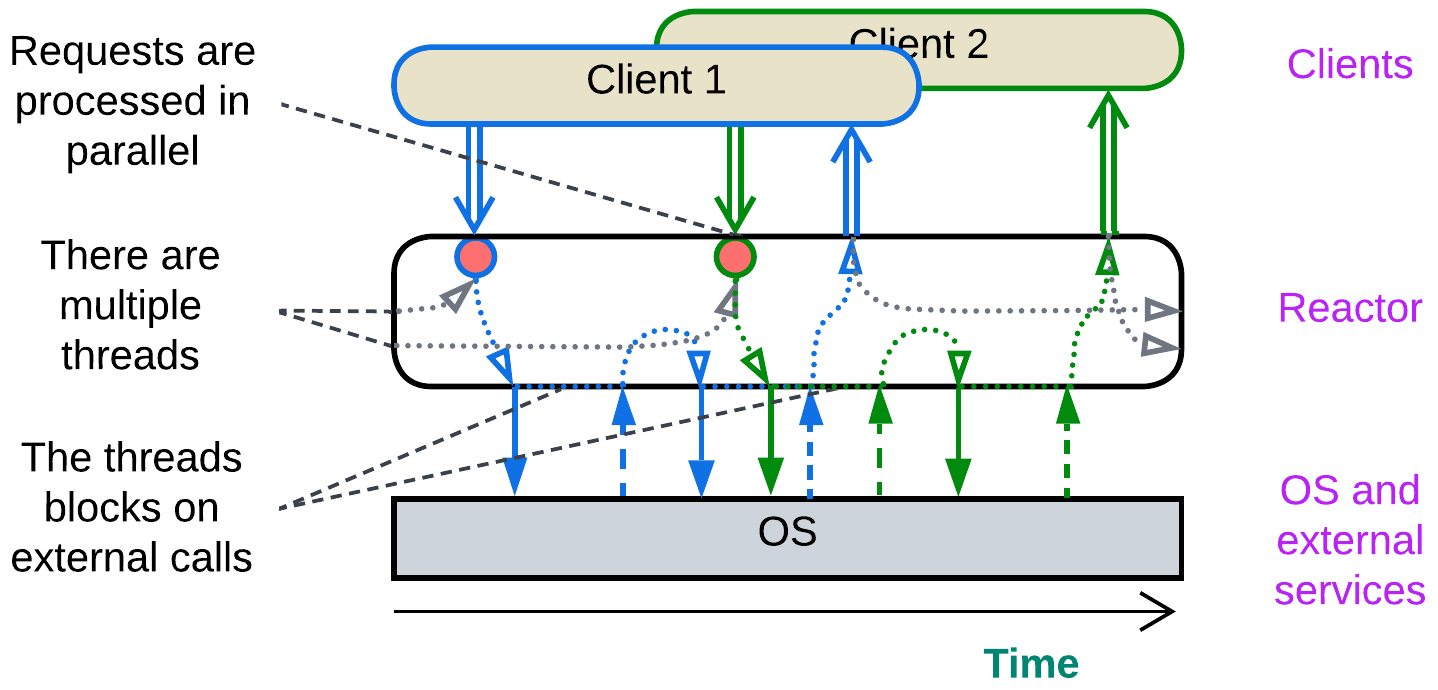 Requests are
processed in
parallel
There are
multiple
threads
The threads
blocks on
external calls
Client 2
Client 1
OS
Time
Clients
Reactor
OS and
external
services